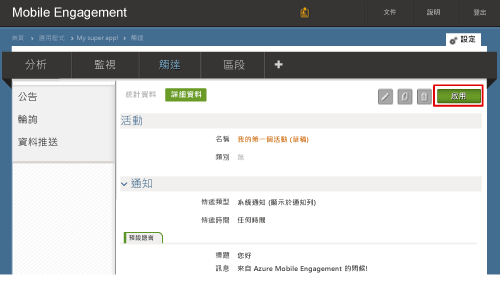 Mobile Engagement
文件 說明 登出
首頁 › 應用程式 › My super app! › 觸達
設定
分析 監視 觸達 區段 +
公告
輪詢
資料推送
統計資料 詳細資料 啟用
活動
名稱 我的第一個活動 (草稿)
類別 無
通知
傳遞類型 系統通知 (顯示於通知列)
傳遞時間 任何時間
預設語言
標題 你好
訊息 來自 Azure Mobile Engagement 的問候!